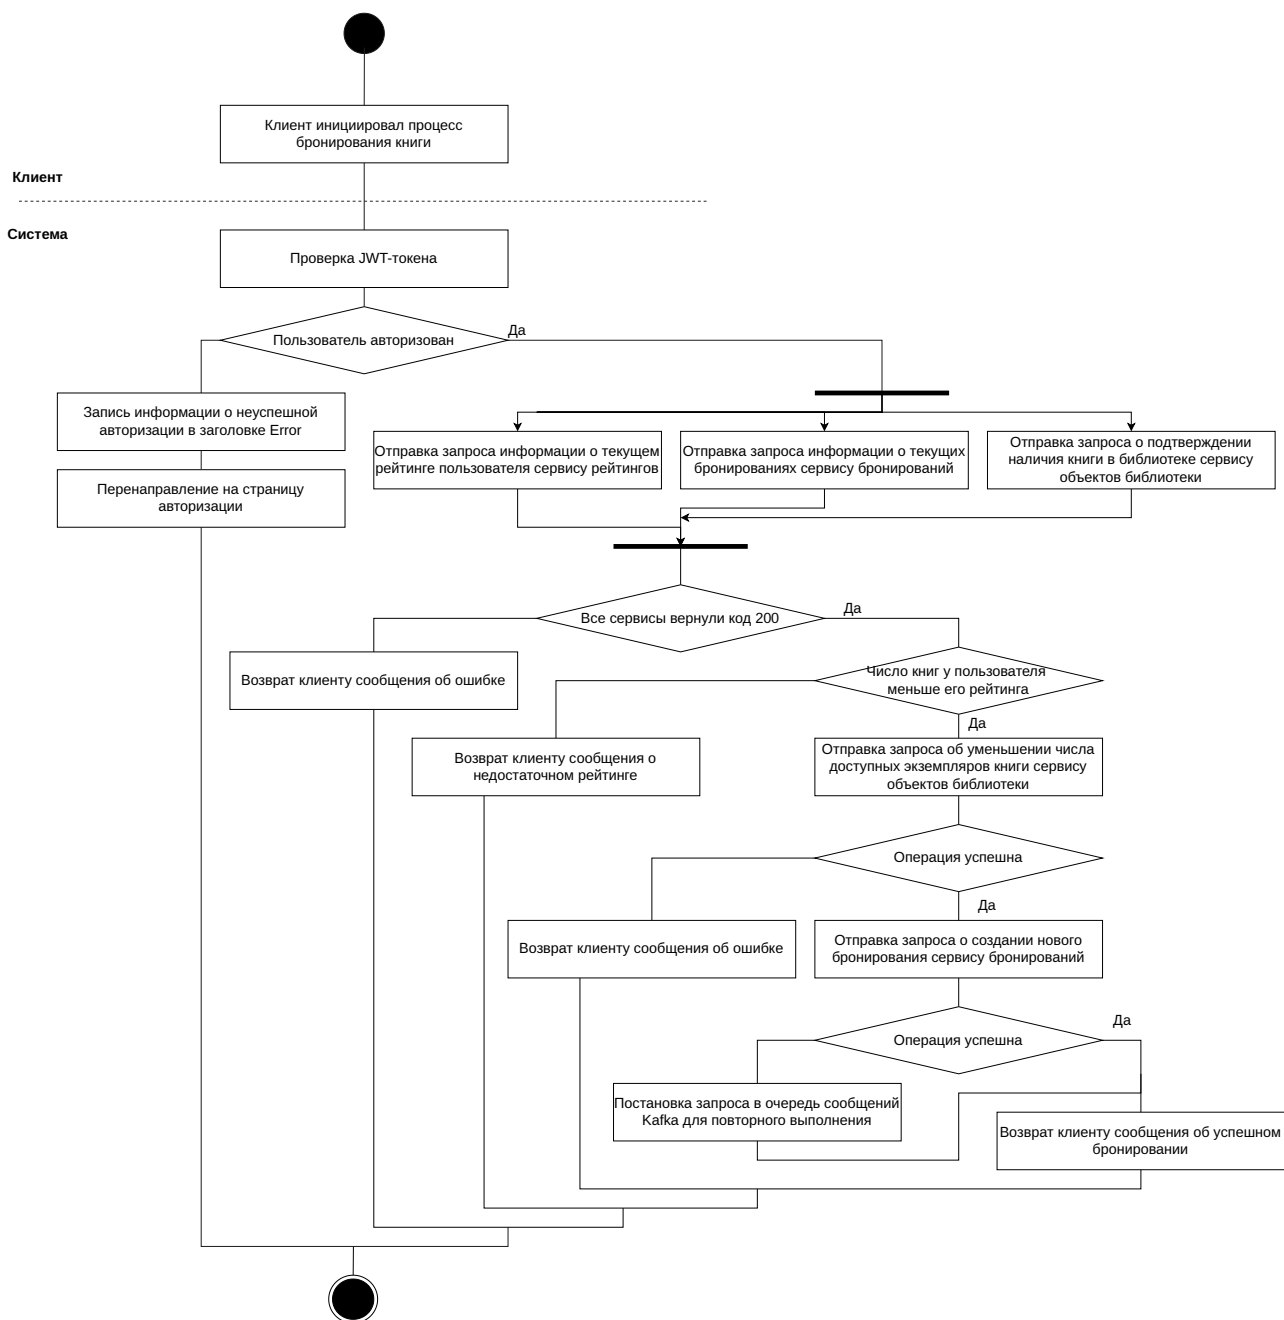 Клиент инициировал процесс
бронирования книги
Клиент
Система
Проверка JWT-токена
Да
Пользователь авторизован
Запись информации о неуспешной
авторизации в заголовке Error
Отправка запроса информации о текущем
рейтинге пользователя сервису рейтингов
Отправка запроса информации о текущих
бронированиях сервису бронирований
Отправка запроса о подтверждении
наличия книги в библиотеке сервису
объектов библиотеки
Перенаправление на страницу
авторизации
Да
Все сервисы вернули код 200
Возврат клиенту сообщения об ошибке
Число книг у пользователя
меньше его рейтинга
Да
Возврат клиенту сообщения о
недостаточном рейтинге
Отправка запроса об уменьшении числа
доступных экземпляров книги сервису
объектов библиотеки
Операция успешна
Да
Возврат клиенту сообщения об ошибке
Отправка запроса о создании нового
бронирования сервису бронирований
Да
Операция успешна
Постановка запроса в очередь сообщений
Kafka для повторного выполнения
Возврат клиенту сообщения об успешном
бронировании